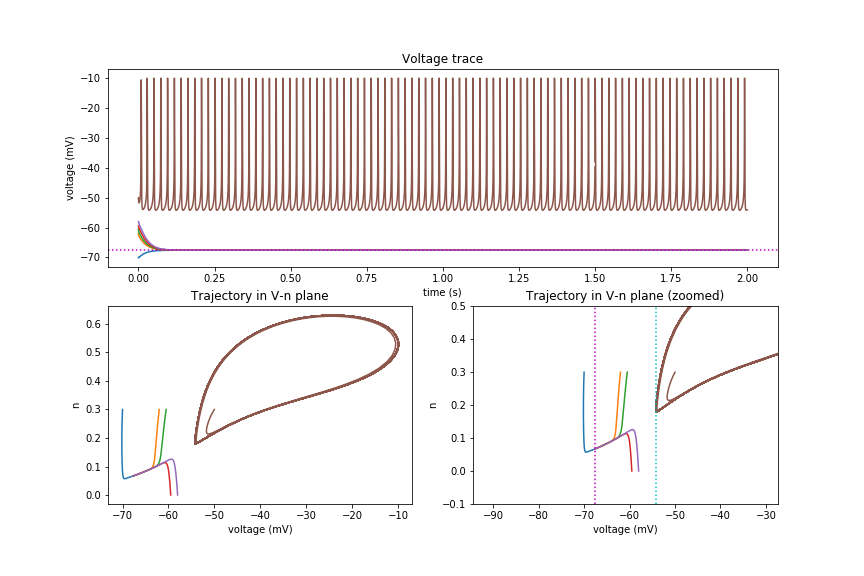 Voltage trace
voltage (mV)
−10
−20
−30
−40
−50
−60
−70
0.00 0.25 0.50 0.75 1.00 1.25 1.50 1.75 2.00
time (s)
Trajectory in V-n plane
n
0.6
0.5
0.4
0.3
0.2
0.1
0.0
−70 −60 −50 −40 −30 −20 −10
voltage (mV)
Trajectory in V-n plane (zoomed)
n
0.5
0.4
0.3
0.2
0.1
0.0
−0.1
−90 −80 −70 −60 −50 −40 −30
voltage (mV)